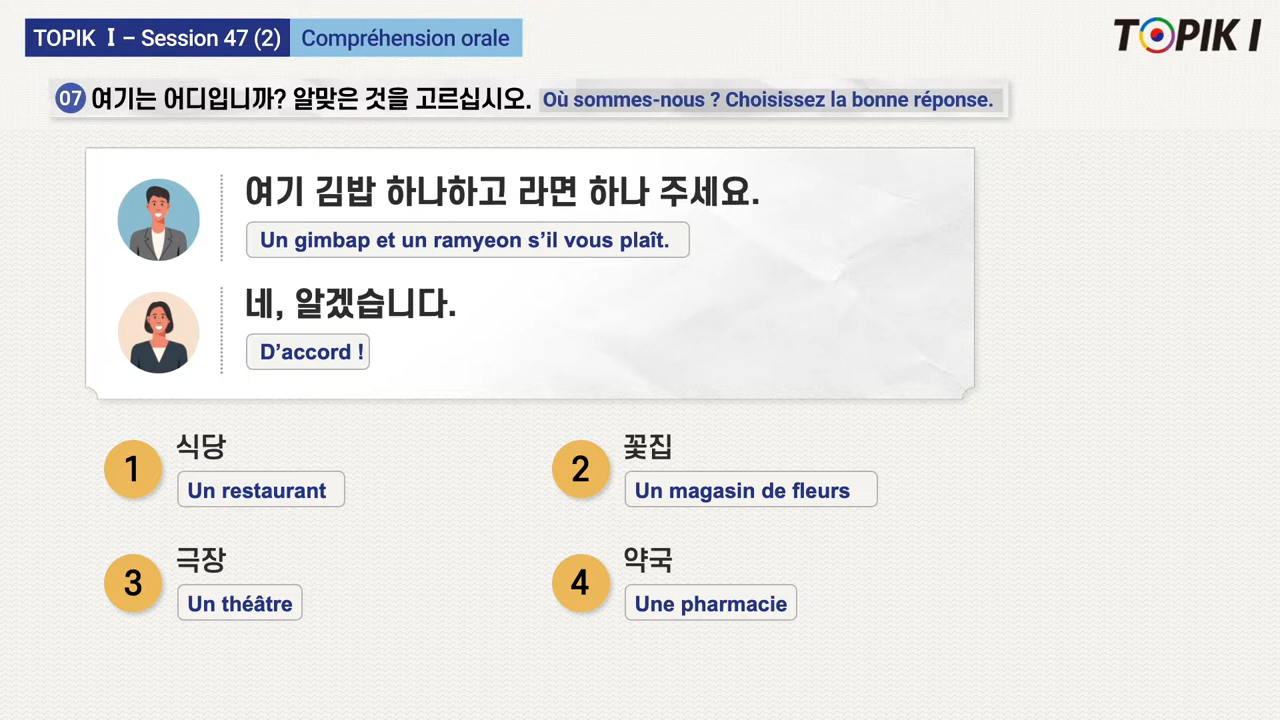 TOPIK Ⅰ – Session 47 (2) Compréhension orale
TOPIK I
07 여기는 어디입니까? 알맞은 것을 고르십시오. Où sommes-nous ? Choisissez la bonne réponse.
여기 김밥 하나하고 라면 하나 주세요.
Un gimbap et un ramyeon s’il vous plaît.
네, 알겠습니다.
D’accord !
1 식당
Un restaurant
2 꽃집
Un magasin de fleurs
3 극장
Un théâtre
4 약국
Une pharmacie